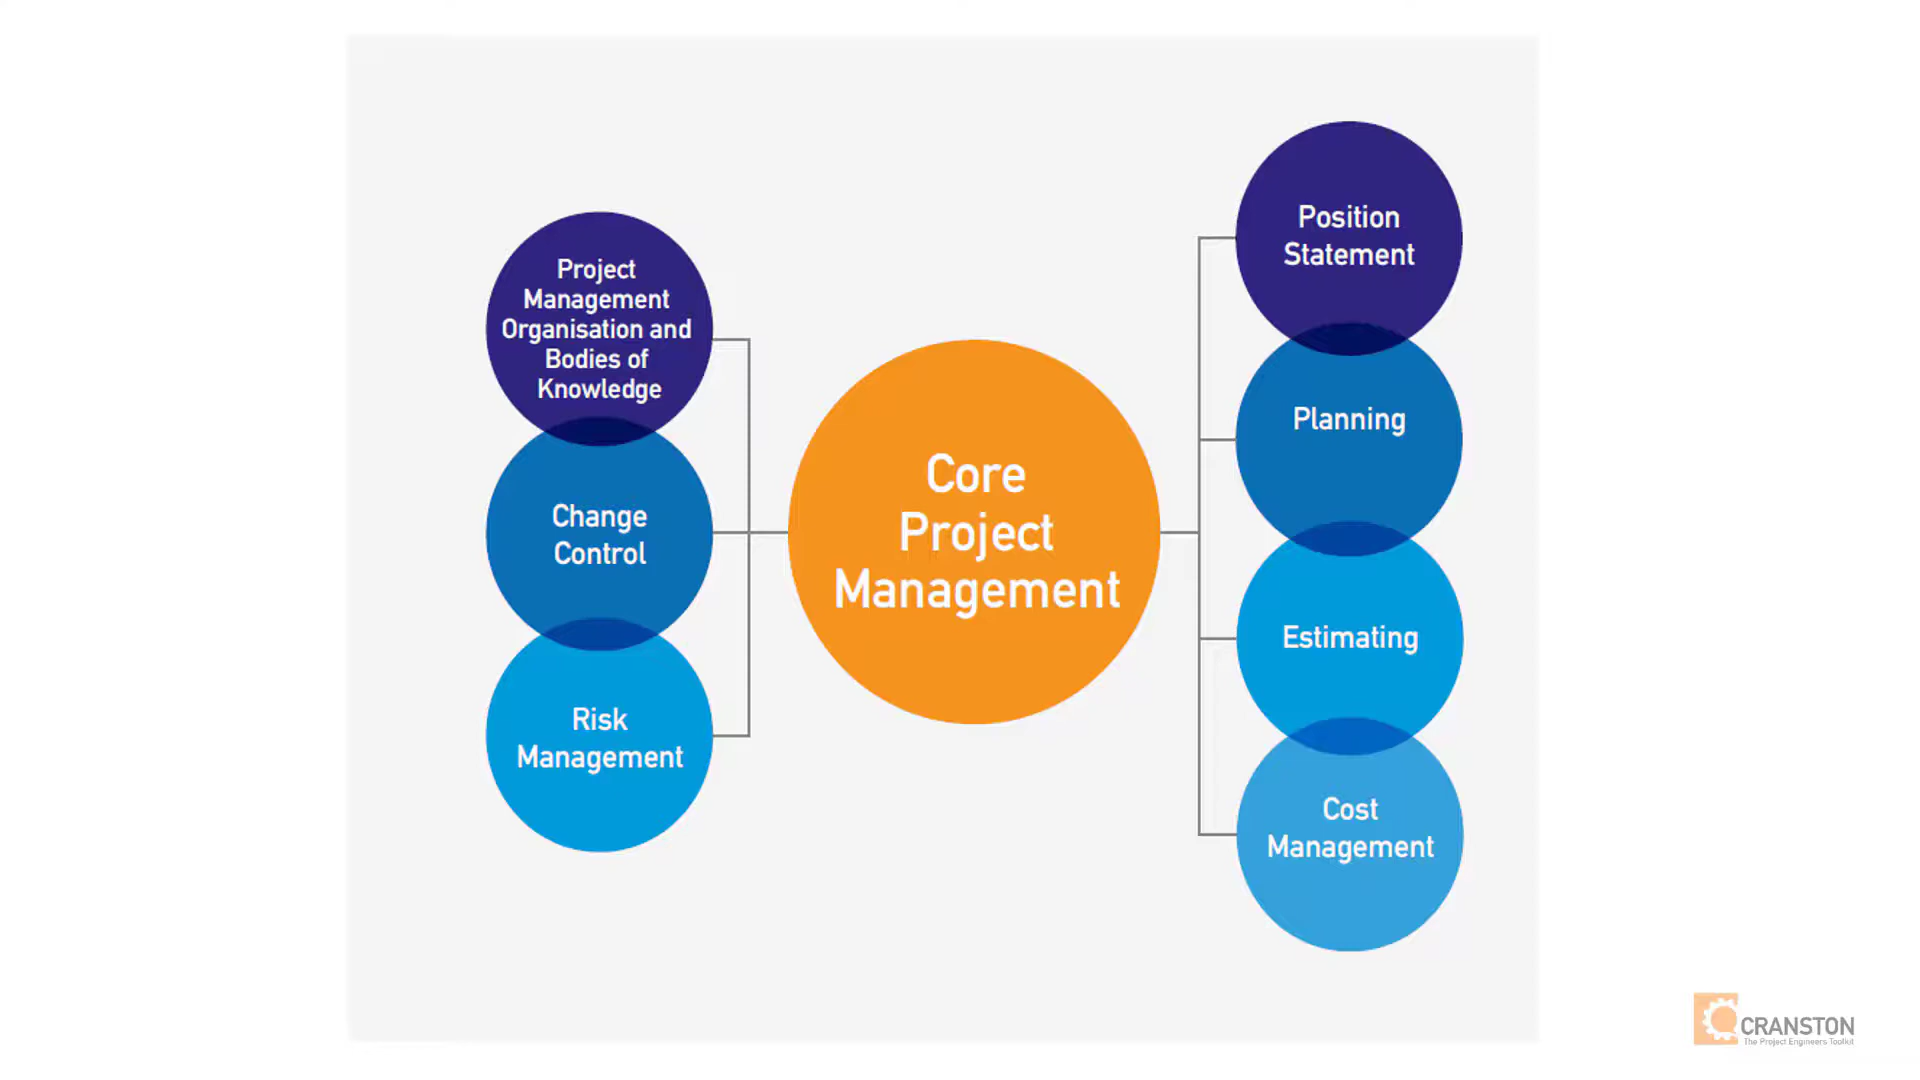 Project
Management
Organisation and
Bodies of
Knowledge
Change
Control
Risk
Management
Core
Project
Management
Position
Statement
Planning
Estimating
Cost
Management
CRANSTON
The Project Engineers Toolkit